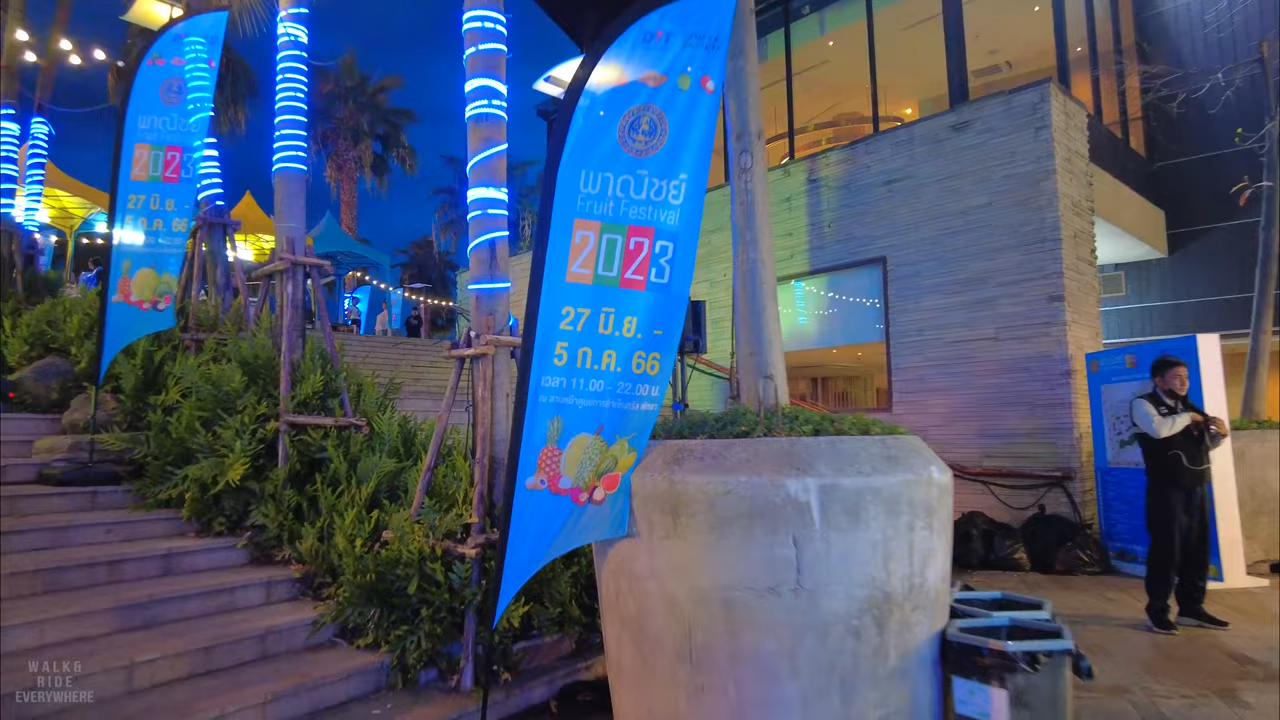 พาณิชย์
Fruit Festival
2023
27 มิ.ย. -
5 ก.ค. 66
พาณิชย์
Fruit Festival
2023
27 มิ.ย. -
5 ก.ค. 66
เวลา 11.00 - 22.00 น.
WALK&
RIDE
EVERYWHERE